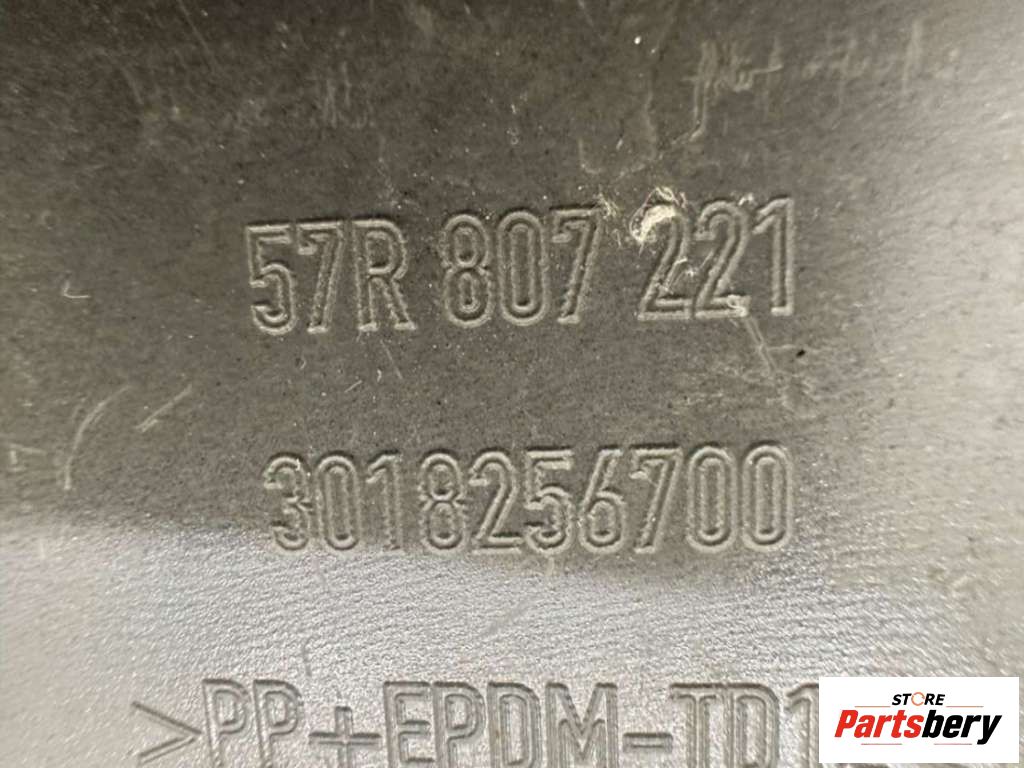 57R 807 221
3018256700
>PP+EPDM-TD1
STORE
Partsbery